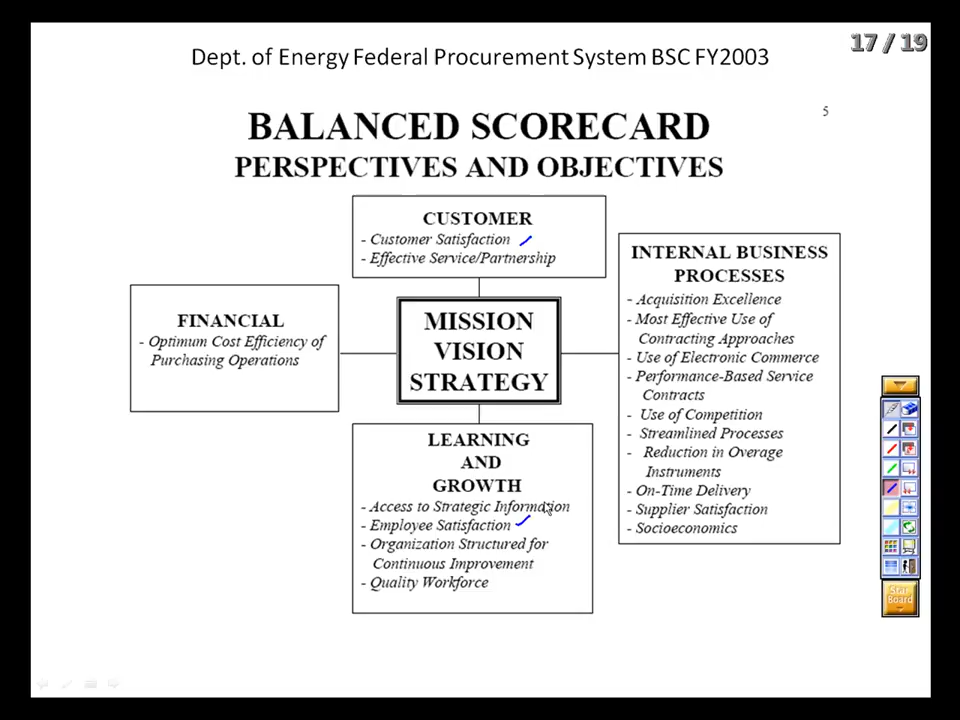 Dept. of Energy Federal Procurement System BSC FY2003
17 / 19
5
BALANCED SCORECARD
PERSPECTIVES AND OBJECTIVES
CUSTOMER
- Customer Satisfaction
- Effective Service/Partnership
FINANCIAL
- Optimum Cost Efficiency of
Purchasing Operations
MISSION
VISION
STRATEGY
INTERNAL BUSINESS
PROCESSES
- Acquisition Excellence
- Most Effective Use of
Contracting Approaches
- Use of Electronic Commerce
- Performance-Based Service
Contracts
- Use of Competition
- Streamlined Processes
- Reduction in Overage
Instruments
- On-Time Delivery
- Supplier Satisfaction
- Socioeconomics
LEARNING
AND
GROWTH
- Access to Strategic Information
- Employee Satisfaction
- Organization Structured for
Continuous Improvement
- Quality Workforce
Star
Board